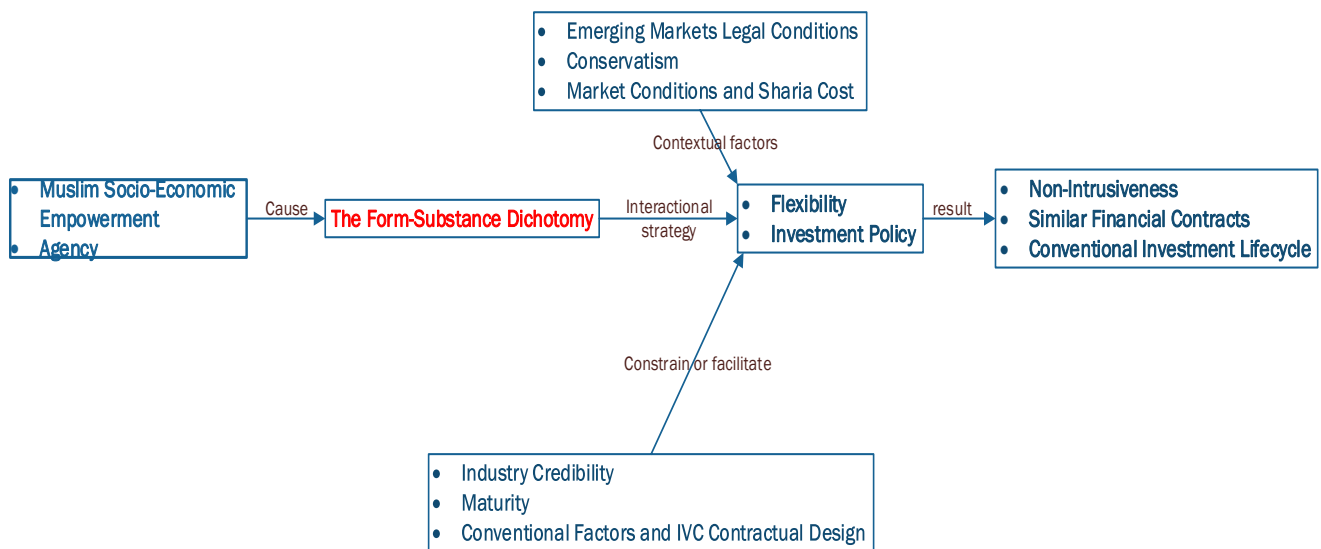 • Emerging Markets Legal Conditions
• Conservatism
• Market Conditions and Sharia Cost
Contextual factors
• Muslim Socio-Economic
Empowerment
• Agency
Cause
The Form-Substance Dichotomy
Interactional
strategy
• Flexibility
• Investment Policy
result
• Non-Intrusiveness
• Similar Financial Contracts
• Conventional Investment Lifecycle
Constrain or facilitate
• Industry Credibility
• Maturity
• Conventional Factors and IVC Contractual Design